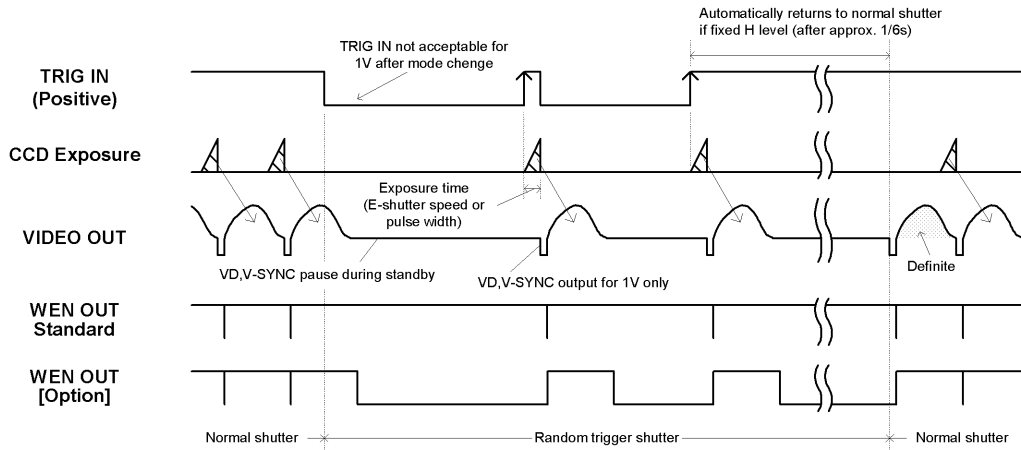 Automatically returns to normal shutter
if fixed H level (after approx. 1/6s)
TRIG IN not acceptable for
1V after mode chenge
TRIG IN
(Positive)
CCD Exposure
Exposure time
(E-shutter speed or
pulse width)
VIDEO OUT
VD,V-SYNC pause during standby
VD,V-SYNC output for 1V only
Definite
WEN OUT
Standard
WEN OUT
[Option]
Normal shutter
Random trigger shutter
Normal shutter